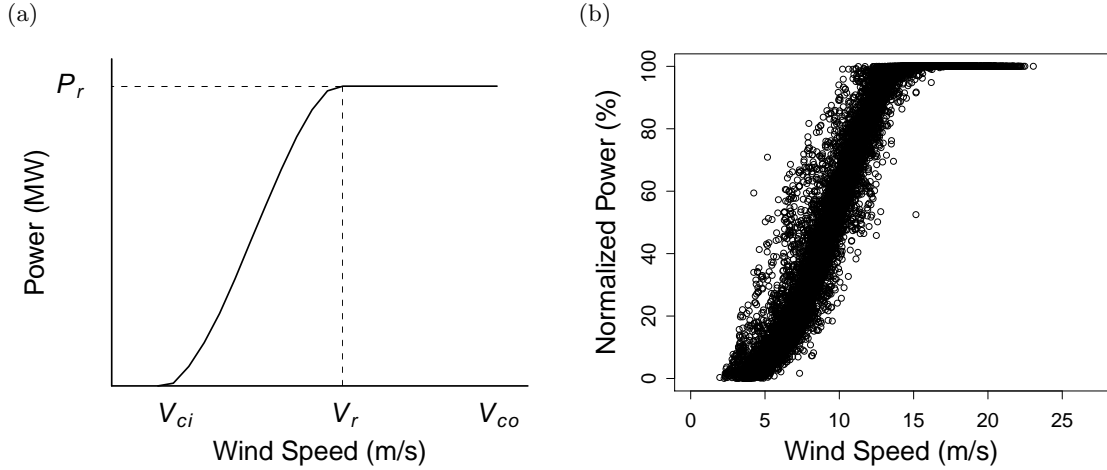 (a)
P_r
Power (MW)
V_ci
V_r
V_co
Wind Speed (m/s)
(b)
Normalized Power (%)
100
80
60
40
20
0
0 5 10 15 20 25
Wind Speed (m/s)